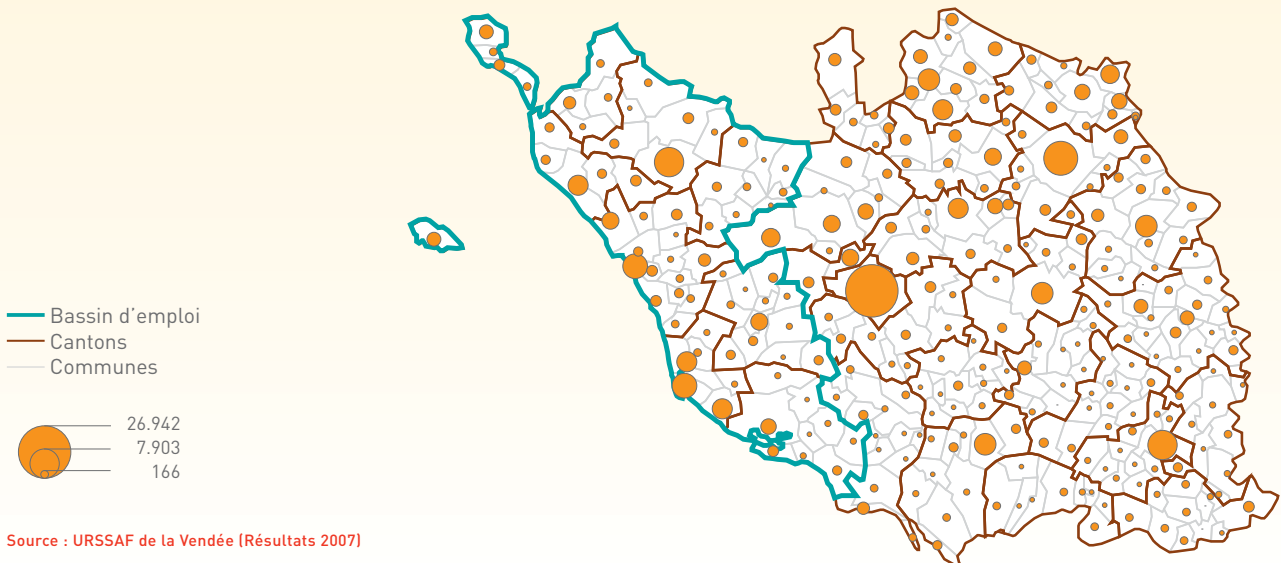 Bassin d'emploi
Cantons
Communes
26.942
7.903
166
Source : URSSAF de la Vendée (Résultats 2007)